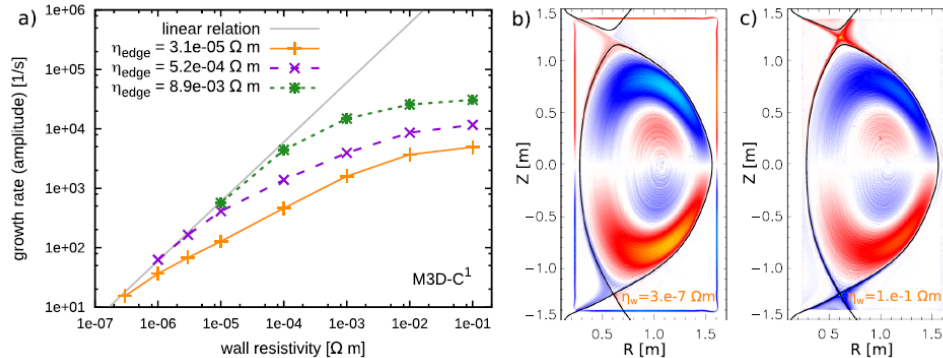 a)
growth rate (amplitude) [1/s]
1e+06
1e+05
1e+04
1e+03
1e+02
1e+01
linear relation
η_edge = 3.1e-05 Ω m
η_edge = 5.2e-04 Ω m
η_edge = 8.9e-03 Ω m
M3D-C¹
1e-07 1e-06 1e-05 1e-04 1e-03 1e-02 1e-01
wall resistivity [Ω m]
b)
Z [m]
1.5
1.0
0.5
0.0
−0.5
−1.0
−1.5
η_w=3.e-7 Ωm
0.5 1.0 1.5
R [m]
c)
Z [m]
1.5
1.0
0.5
0.0
−0.5
−1.0
−1.5
η_w=1.e-1 Ωm
0.5 1.0 1.5
R [m]